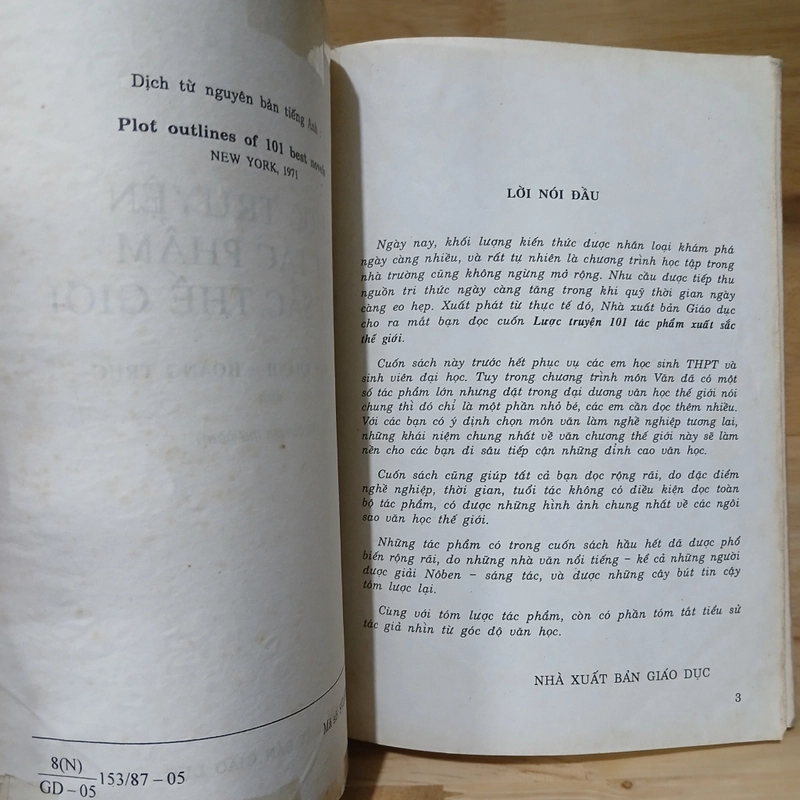 Dịch từ nguyên bản tiếng Anh
Plot outlines of 101 best novels
NEW YORK, 1971
Mã số
8(N)
GD – 05
153/87 – 05
LỜI NÓI ĐẦU
Ngày nay, khối lượng kiến thức được nhân loại khám phá
ngày càng nhiều, và rất tự nhiên là chương trình học tập trong
nhà trường cũng không ngừng mở rộng. Nhu cầu được tiếp thu
nguồn tri thức ngày càng tăng trong khi quỹ thời gian ngày
càng eo hẹp. Xuất phát từ thực tế đó, Nhà xuất bản Giáo dục
cho ra mắt bạn đọc cuốn Lược truyện 101 tác phẩm xuất sắc
thế giới.
Cuốn sách này trước hết phục vụ các em học sinh THPT và
sinh viên đại học. Tuy trong chương trình môn Văn đã có một
số tác phẩm lớn nhưng đặt trong đại dương văn học thế giới nói
chung thì đó chỉ là một phần nhỏ bé, các em cần đọc thêm nhiều.
Với các bạn có ý định chọn môn văn làm nghề nghiệp tương lai,
những khái niệm chung nhất về văn chương thế giới này sẽ làm
nền cho các bạn đi sâu tiếp cận những đỉnh cao văn học.
Cuốn sách cũng giúp tất cả bạn đọc rộng rãi, do đặc điểm
nghề nghiệp, thời gian, tuổi tác không có điều kiện đọc toàn
bộ tác phẩm, có được những hình ảnh chung nhất về các ngôi
sao văn học thế giới.
Những tác phẩm có trong cuốn sách hầu hết đã được phổ
biến rộng rãi, do những nhà văn nổi tiếng – kể cả những người
được giải Nôben – sáng tác, và được những cây bút tin cậy
tóm lược lại.
Cùng với tóm lược tác phẩm, còn có phần tóm tắt tiểu sử
tác giả nhìn từ góc độ văn học.
NHÀ XUẤT BẢN GIÁO DỤC
3